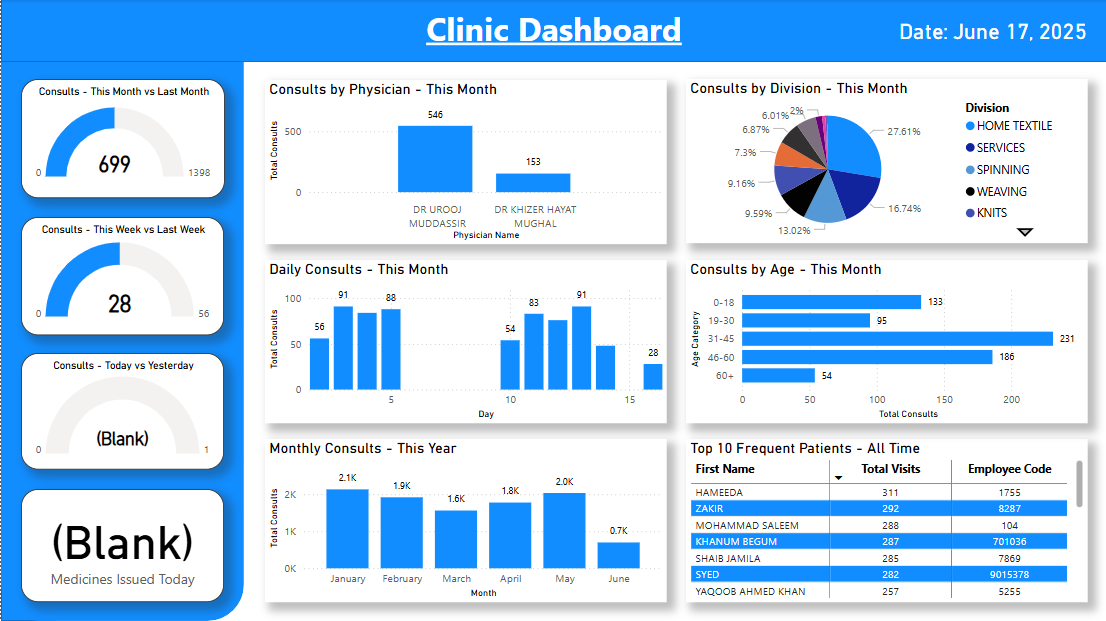 Clinic Dashboard
Date: June 17, 2025
Consults - This Month vs Last Month
699
0
1398
Consults - This Week vs Last Week
28
0
56
Consults - Today vs Yesterday
(Blank)
0
1
(Blank)
Medicines Issued Today
Consults by Physician - This Month
Total Consults
500
0
546
153
DR UROOJ
MUDDASSIR
DR KHIZER HAYAT
MUGHAL
Physician Name
Consults by Division - This Month
27.61%
16.74%
13.02%
9.59%
9.16%
7.3%
6.87%
6.01%
2%
Division
HOME TEXTILE
SERVICES
SPINNING
WEAVING
KNITS
Daily Consults - This Month
Total Consults
100
50
0
56
91
88
54
83
91
28
5
10
15
Day
Consults by Age - This Month
Age Category
0-18
133
19-30
95
31-45
231
46-60
186
60+
54
0
50
100
150
200
Total Consults
Monthly Consults - This Year
Total Consults
2K
1K
0K
2.1K
1.9K
1.6K
1.8K
2.0K
0.7K
January
February
March
April
May
June
Month
Top 10 Frequent Patients - All Time
First Name Total Visits Employee Code
HAMEEDA 311 1755
ZAKIR 292 8287
MOHAMMAD SALEEM 288 104
KHANUM BEGUM 287 701036
SHAIB JAMILA 285 7869
SYED 282 9015378
YAQOOB AHMED KHAN 257 5255